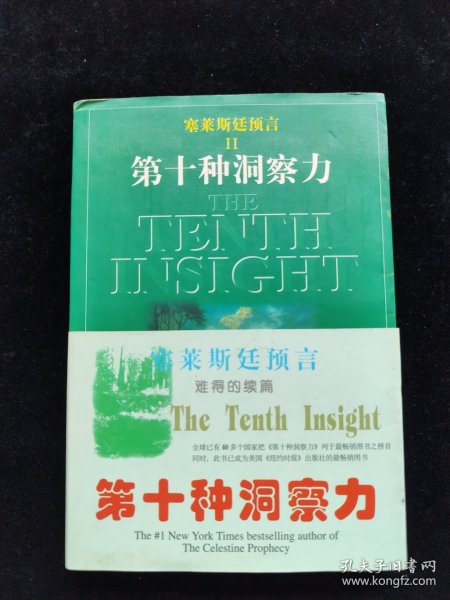 塞莱斯廷预言
II
第十种洞察力
THE
TENTH
INSIGHT
塞莱斯廷预言
难得的续篇
The Tenth Insight
全球已有40多个国家把《第十种洞察力》列于最畅销图书之榜首
同时，此书已成为美国《纽约时报》出版社的最畅销图书
第十种洞察力
The #1 New York Times bestselling author of
The Celestine Prophecy
孔夫子旧书网
www.kongfz.com